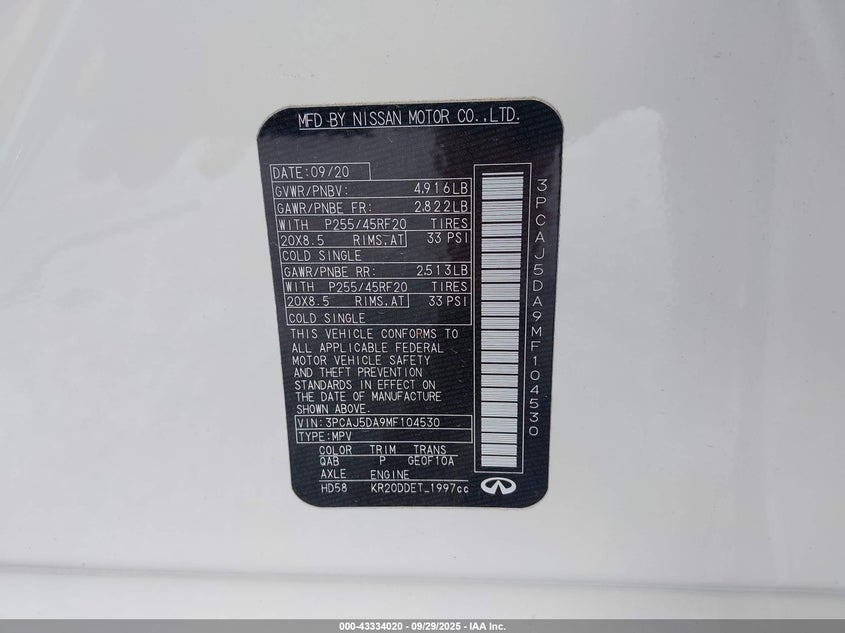 MFD BY NISSAN MOTOR CO.,LTD.
DATE:09/20
GVWR/PNBV: 4,916LB
GAWR/PNBE FR: 2,822LB
WITH P255/45RF20 TIRES
20X8.5 RIMS.AT 33 PSI
COLD SINGLE
GAWR/PNBE RR: 2,513LB
WITH P255/45RF20 TIRES
20X8.5 RIMS.AT 33 PSI
COLD SINGLE
THIS VEHICLE CONFORMS TO
ALL APPLICABLE FEDERAL
MOTOR VEHICLE SAFETY
AND THEFT PREVENTION
STANDARDS IN EFFECT ON
THE DATE OF MANUFACTURE
SHOWN ABOVE.
VIN:3PCAJ5DA9MF104530
TYPE:MPV
COLOR TRIM TRANS
QAB P GE0F10A
AXLE ENGINE
HD58 KR20DDET_1997cc
3PCAJ5DA9MF104530
000-43334020 - 09/29/2025 - IAA Inc.